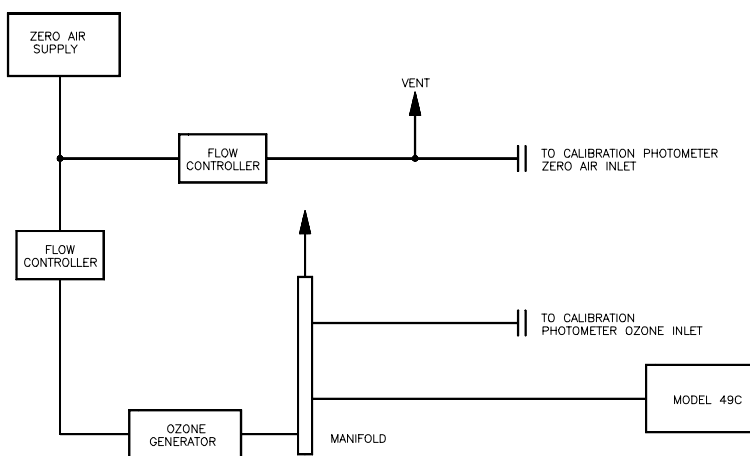 ZERO AIR
SUPPLY
VENT
FLOW
CONTROLLER
TO CALIBRATION PHOTOMETER
ZERO AIR INLET
FLOW
CONTROLLER
TO CALIBRATION
PHOTOMETER OZONE INLET
MODEL 49C
OZONE
GENERATOR
MANIFOLD